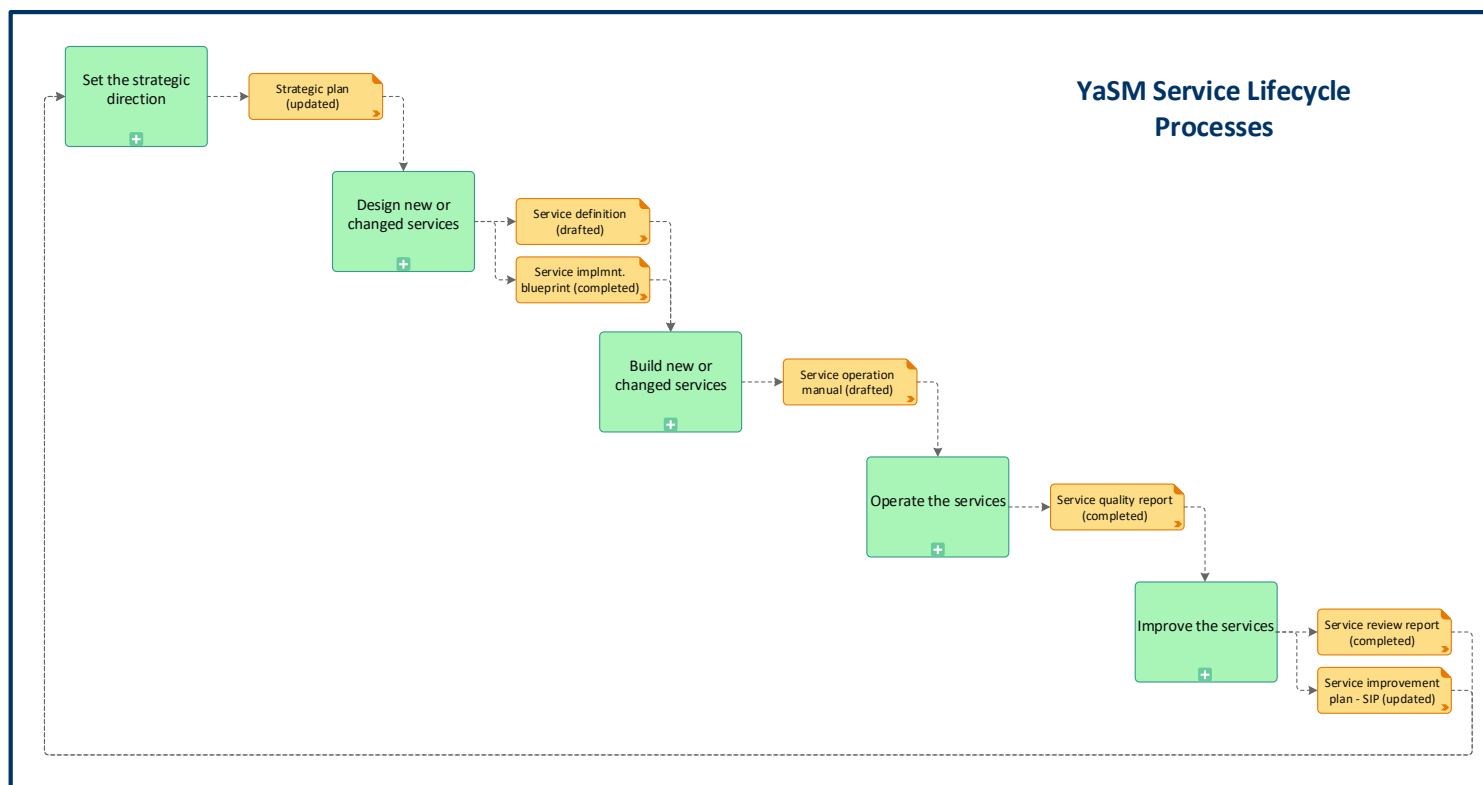 YaSM Service Lifecycle
Processes
Set the strategic
direction
Strategic plan
(updated)
Design new or
changed services
Service definition
(drafted)
Service implmnt.
blueprint (completed)
Build new or
changed services
Service operation
manual (drafted)
Operate the services
Service quality report
(completed)
Improve the services
Service review report
(completed)
Service improvement
plan - SIP (updated)